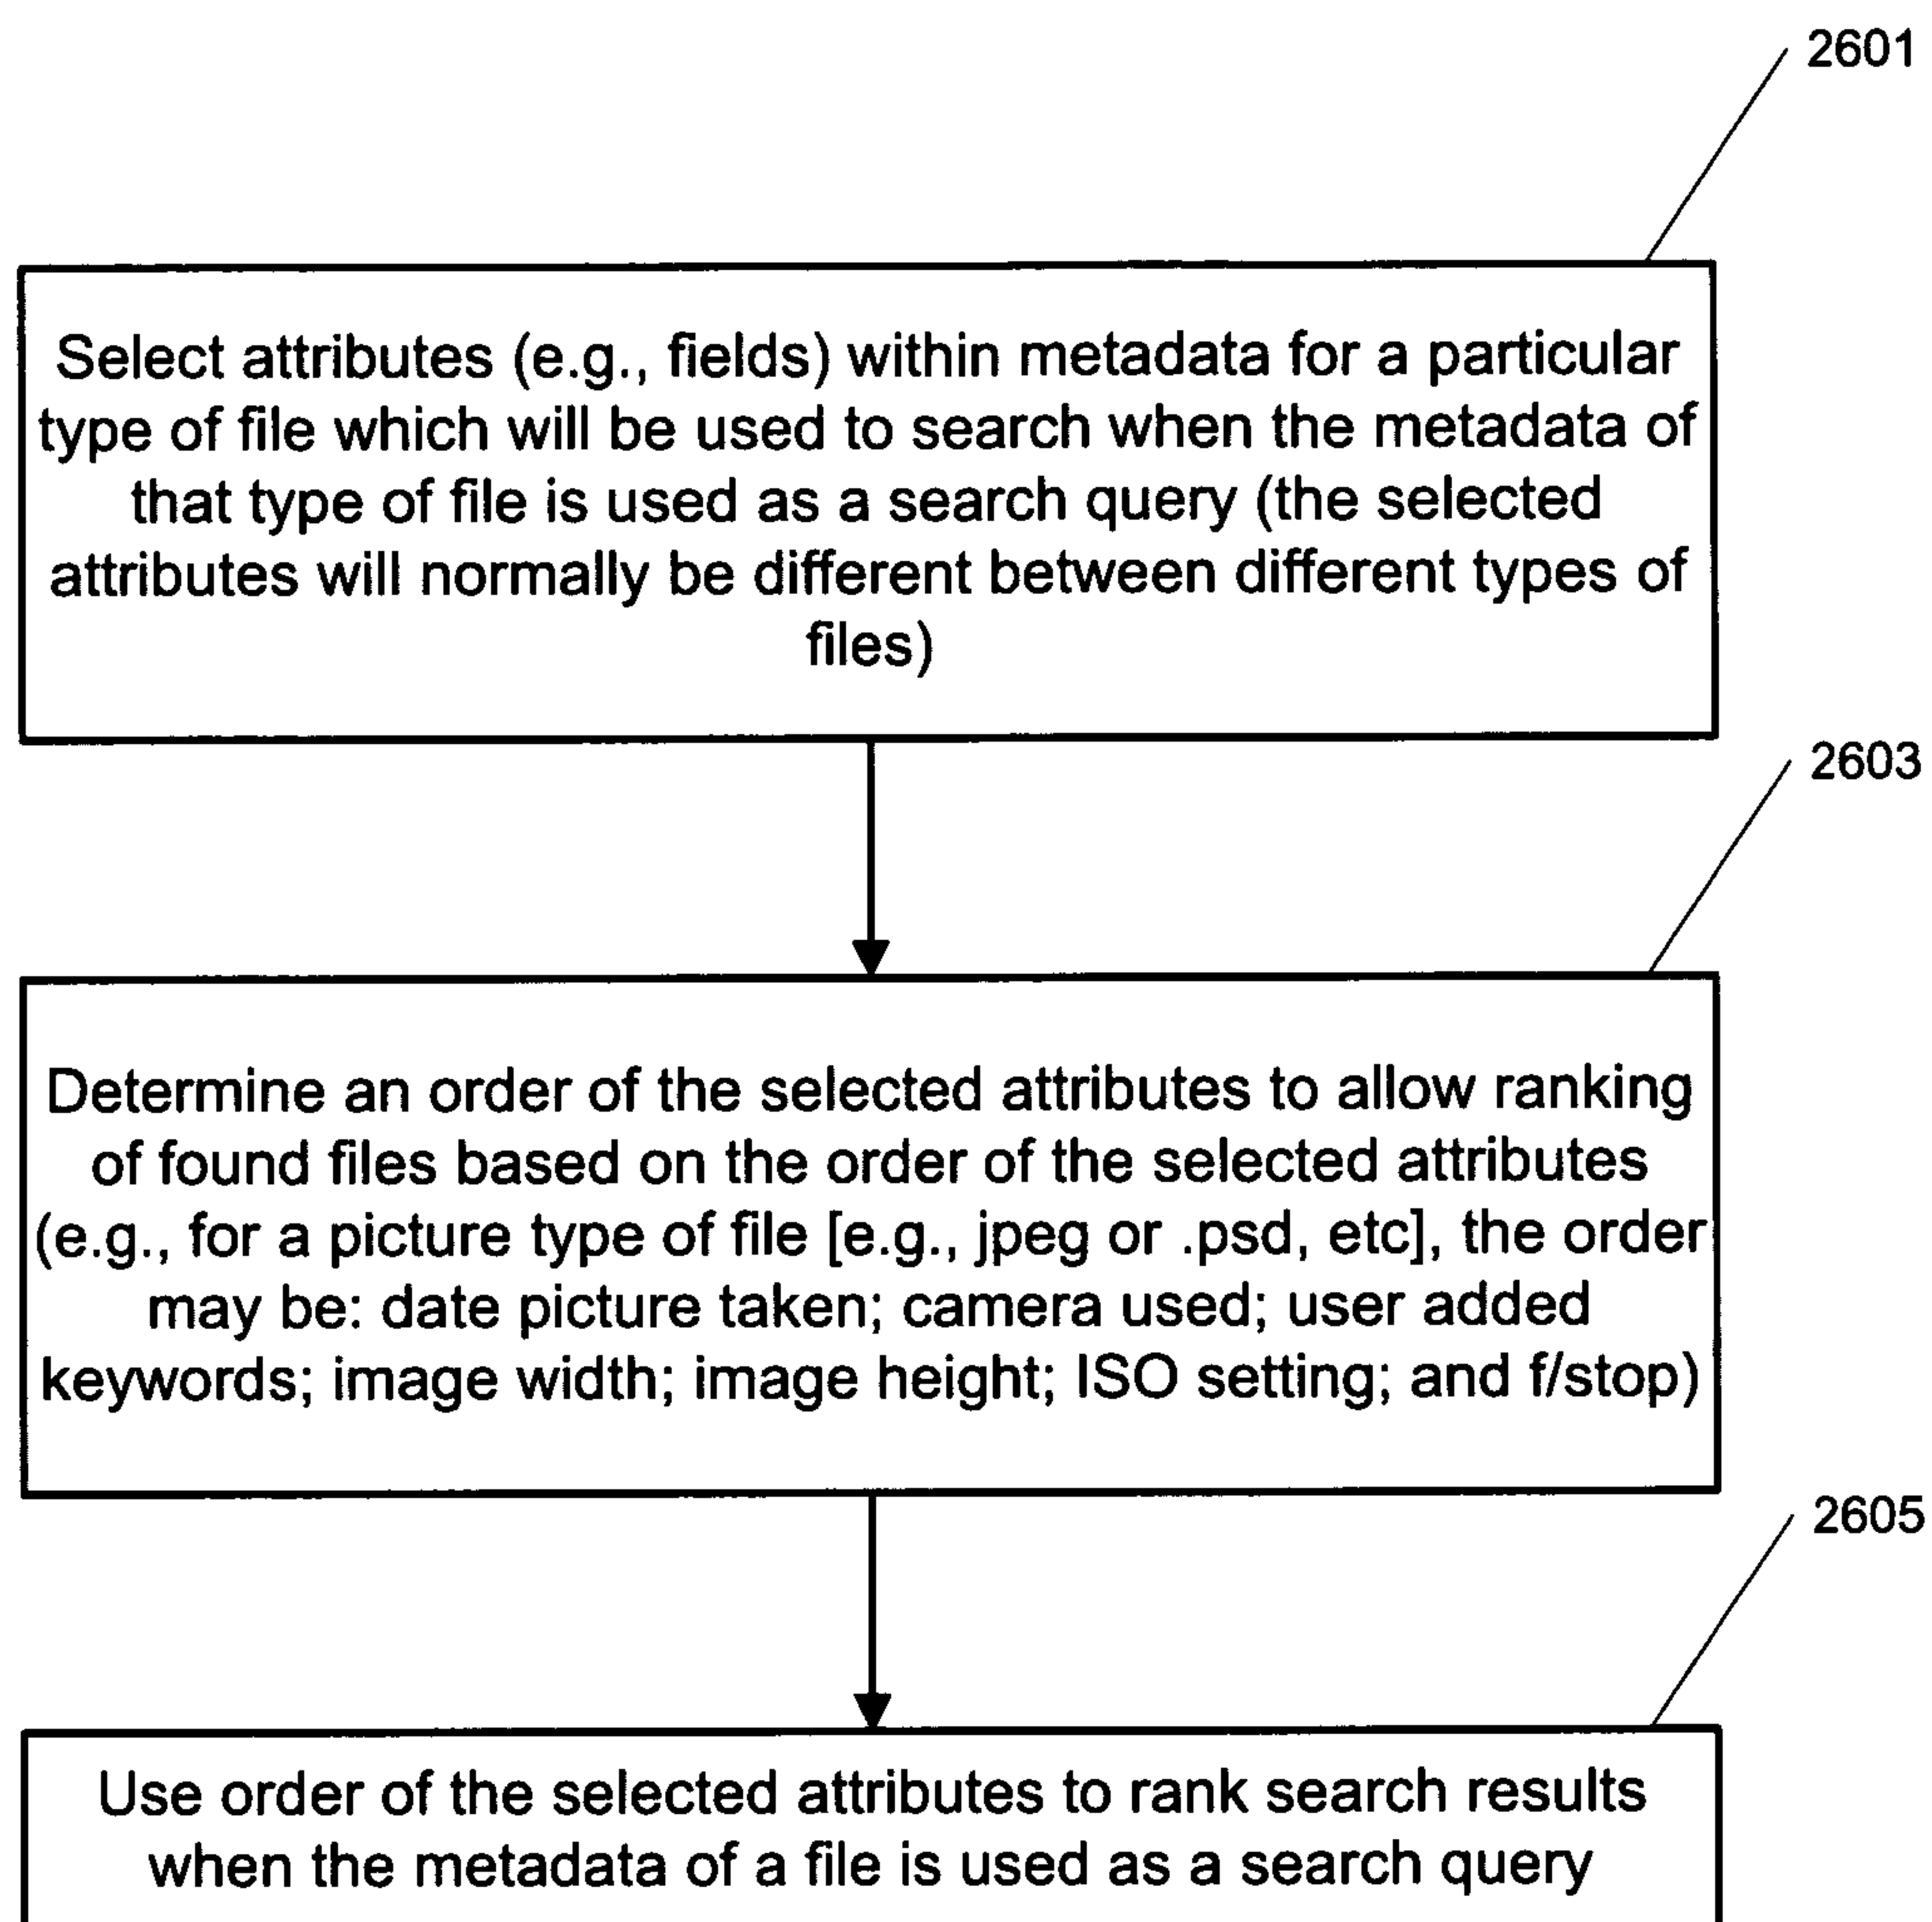 2601
Select attributes (e.g., fields) within metadata for a particular
type of file which will be used to search when the metadata of
that type of file is used as a search query (the selected
attributes will normally be different between different types of
files)
2603
Determine an order of the selected attributes to allow ranking
of found files based on the order of the selected attributes
(e.g., for a picture type of file [e.g., jpeg or .psd, etc], the order
may be: date picture taken; camera used; user added
keywords; image width; image height; ISO setting; and f/stop)
2605
Use order of the selected attributes to rank search results
when the metadata of a file is used as a search query